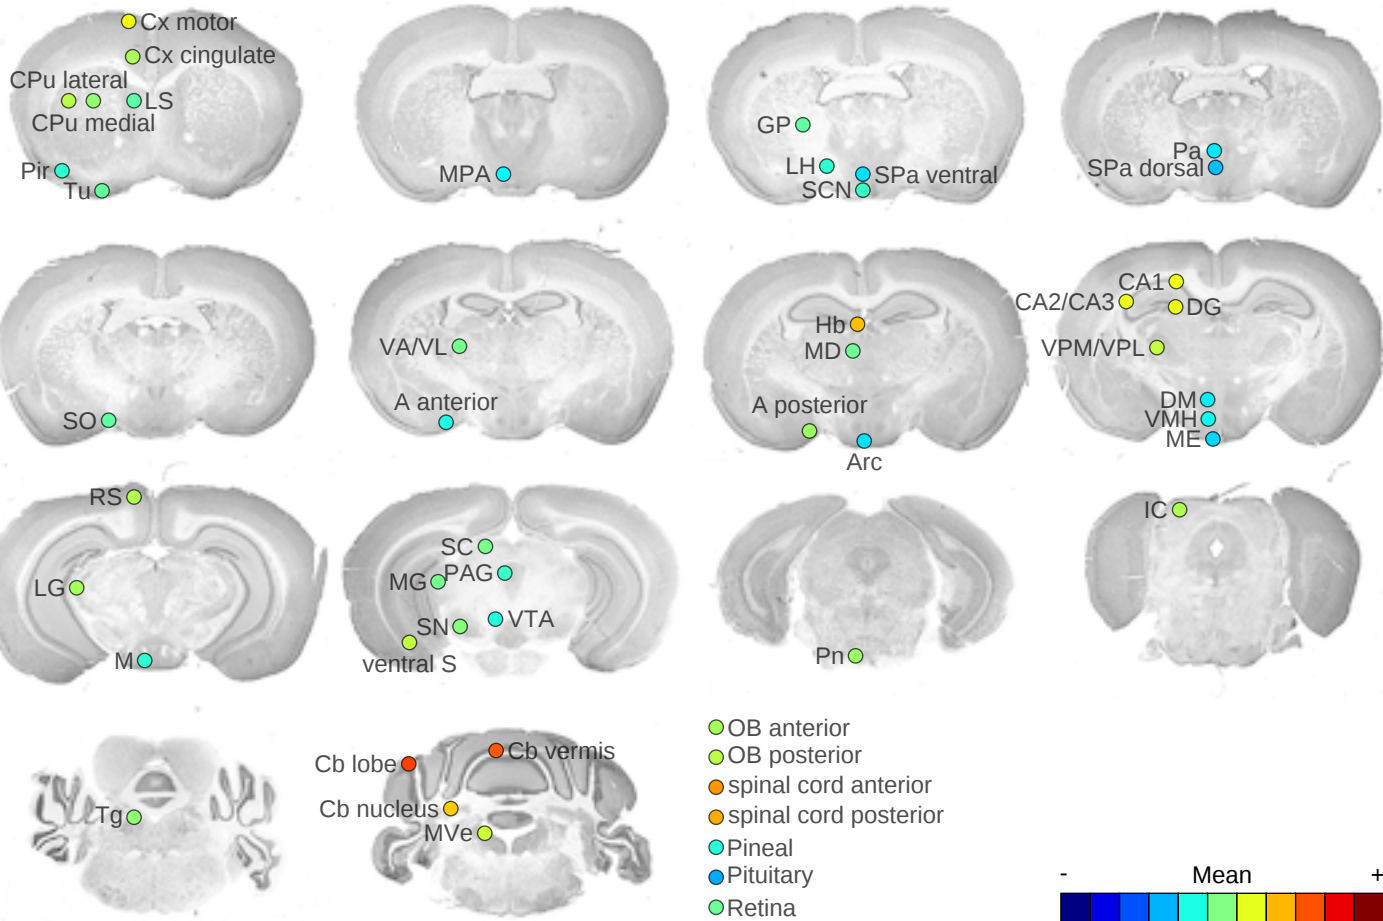 Cx motor
Cx cingulate
CPu lateral
LS
CPu medial
Pir
Tu
MPA
GP
LH
SPa ventral
SCN
Pa
SPa dorsal
SO
VA/VL
A anterior
Hb
MD
A posterior
Arc
CA1
CA2/CA3
DG
VPM/VPL
DM
VMH
ME
RS
LG
M
SC
MG
PAG
SN
VTA
ventral S
Pn
IC
Tg
Cb lobe
Cb vermis
Cb nucleus
MVe
OB anterior
OB posterior
spinal cord anterior
spinal cord posterior
Pineal
Pituitary
Retina
- Mean +